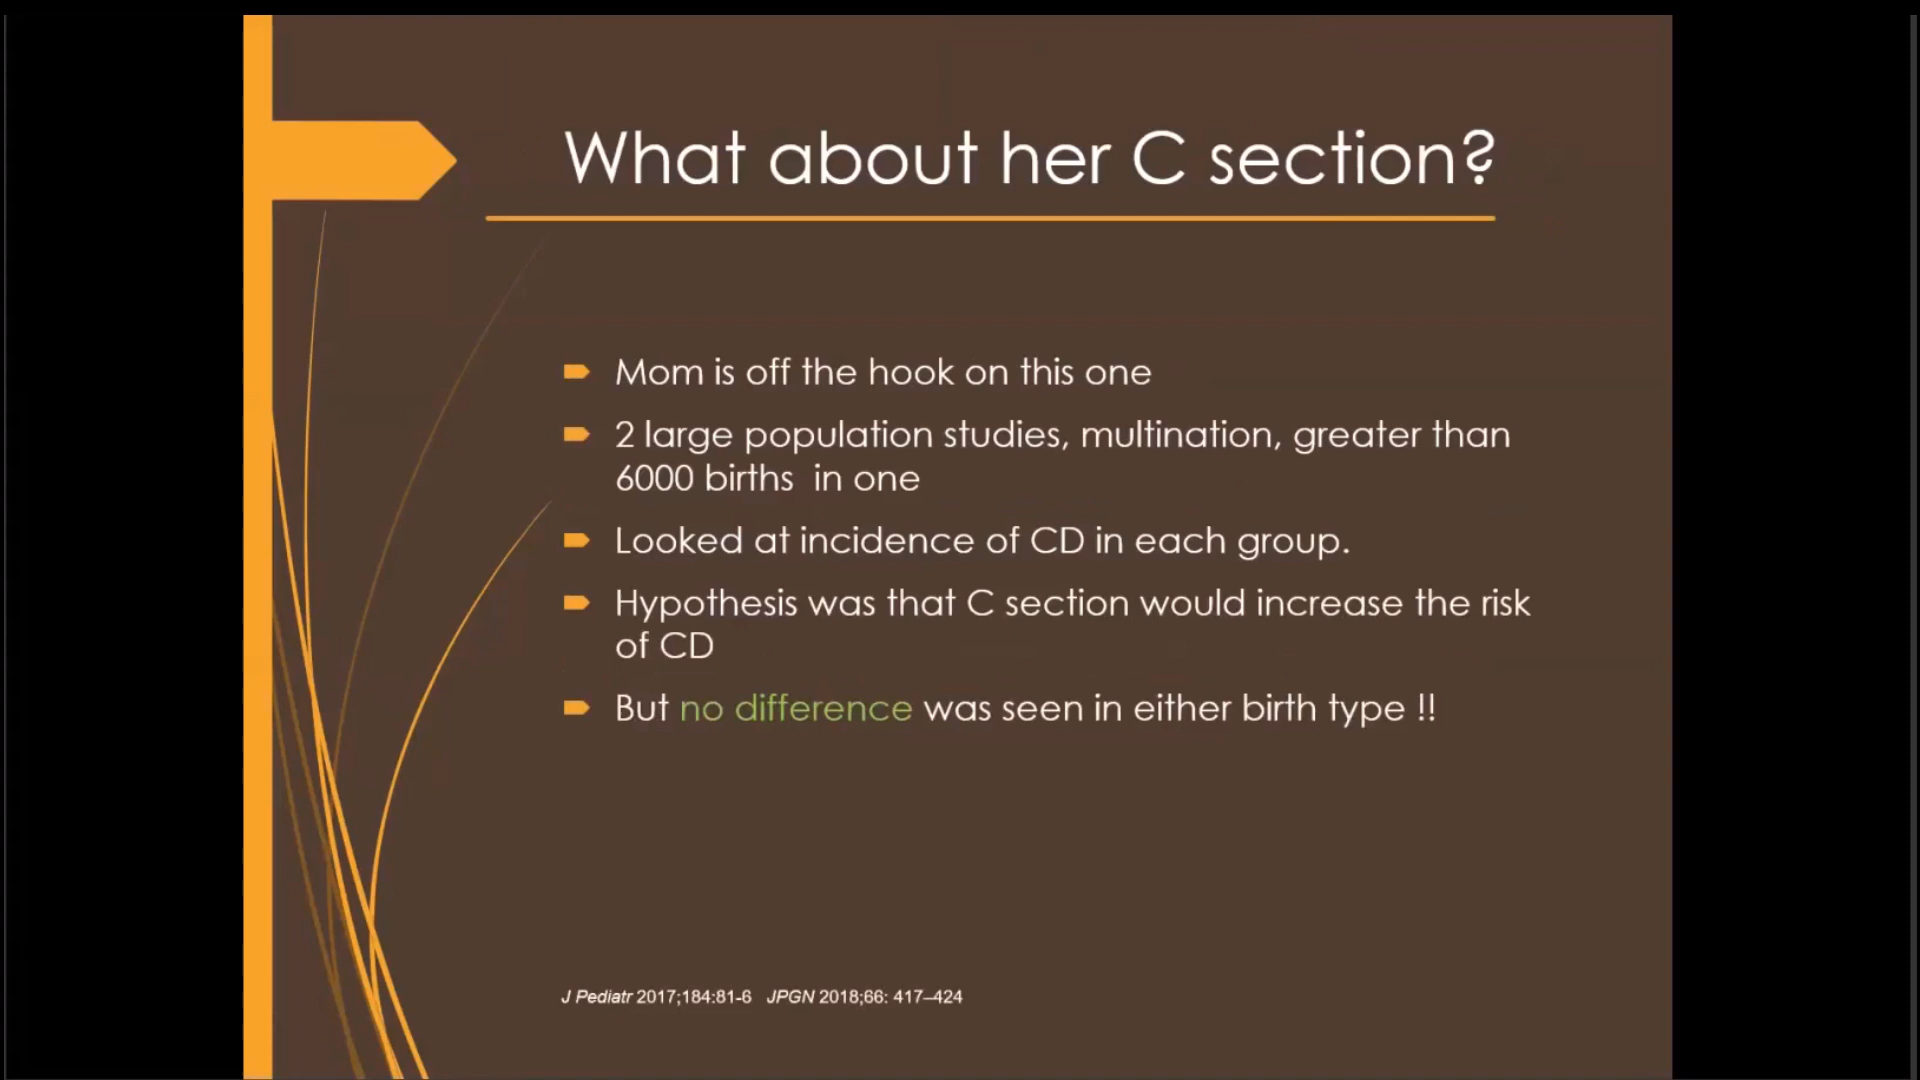 What about her C section?
Mom is off the hook on this one
2 large population studies, multination, greater than
6000 births  in one
Looked at incidence of CD in each group.
Hypothesis was that C section would increase the risk
of CD
But no difference was seen in either birth type !!
J Pediatr 2017;184:81-6   JPGN 2018;66: 417–424